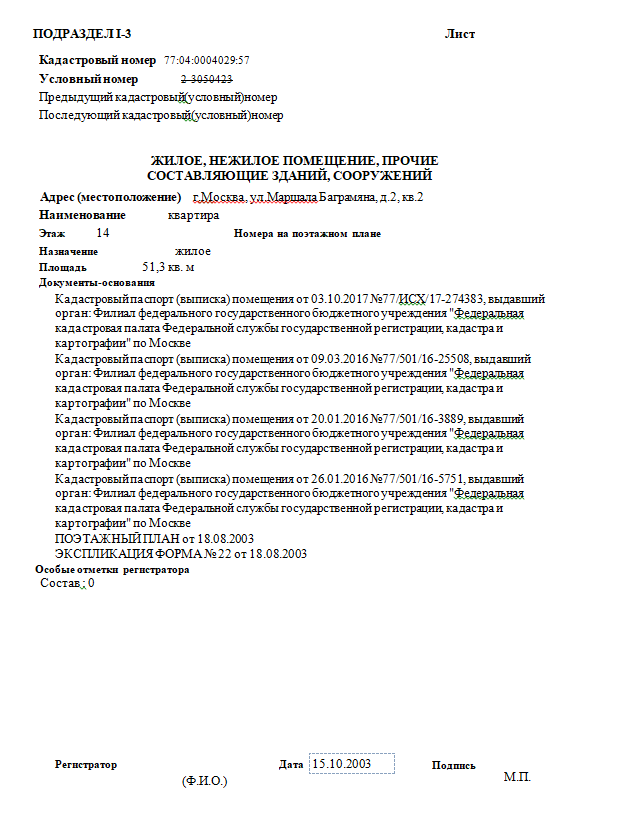 ПОДРАЗДЕЛ I-3 Лист
Кадастровый номер 77:04:0004029:57
Условный номер 2-3050423
Предыдущий кадастровый(условный)номер
Последующий кадастровый(условный)номер
ЖИЛОЕ, НЕЖИЛОЕ ПОМЕЩЕНИЕ, ПРОЧИЕ
СОСТАВЛЯЮЩИЕ ЗДАНИЙ, СООРУЖЕНИЙ
Адрес (местоположение) г.Москва, ул.Маршала Баграмяна, д.2, кв.2
Наименование квартира
Этаж 14 Номера на поэтажном плане
Назначение жилое
Площадь 51,3 кв. м
Документы-основания
Кадастровый паспорт (выписка) помещения от 03.10.2017 №77/ИСХ/17-274383, выдавший
орган: Филиал федерального государственного бюджетного учреждения "Федеральная
кадастровая палата Федеральной службы государственной регистрации, кадастра и
картографии" по Москве
Кадастровый паспорт (выписка) помещения от 09.03.2016 №77/501/16-25508, выдавший
орган: Филиал федерального государственного бюджетного учреждения "Федеральная
кадастровая палата Федеральной службы государственной регистрации, кадастра и
картографии" по Москве
Кадастровый паспорт (выписка) помещения от 20.01.2016 №77/501/16-3889, выдавший
орган: Филиал федерального государственного бюджетного учреждения "Федеральная
кадастровая палата Федеральной службы государственной регистрации, кадастра и
картографии" по Москве
Кадастровый паспорт (выписка) помещения от 26.01.2016 №77/501/16-5751, выдавший
орган: Филиал федерального государственного бюджетного учреждения "Федеральная
кадастровая палата Федеральной службы государственной регистрации, кадастра и
картографии" по Москве
ПОЭТАЖНЫЙ ПЛАН от 18.08.2003
ЭКСПЛИКАЦИЯ ФОРМА № 22 от 18.08.2003
Особые отметки регистратора
Состав : 0
Регистратор Дата 15.10.2003 Подпись
(Ф.И.О.) М.П.